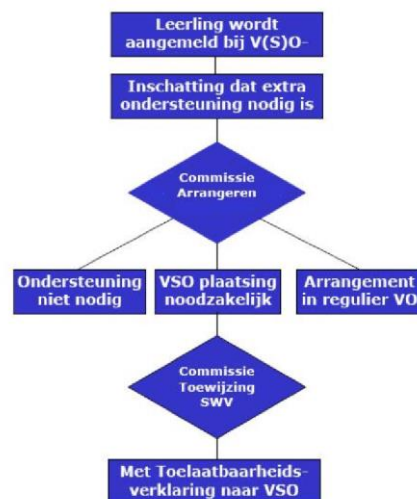 Leerling wordt
aangemeld bij V(S)O-
Inschatting dat extra
ondersteuning nodig is
Commissie
Arrangeren
Ondersteuning
niet nodig
VSO plaatsing
noodzakelijk
Arrangement
in regulier VO
Commissie
Toewijzing
SWV
Met Toelaatbaarheids-
verklaring naar VSO